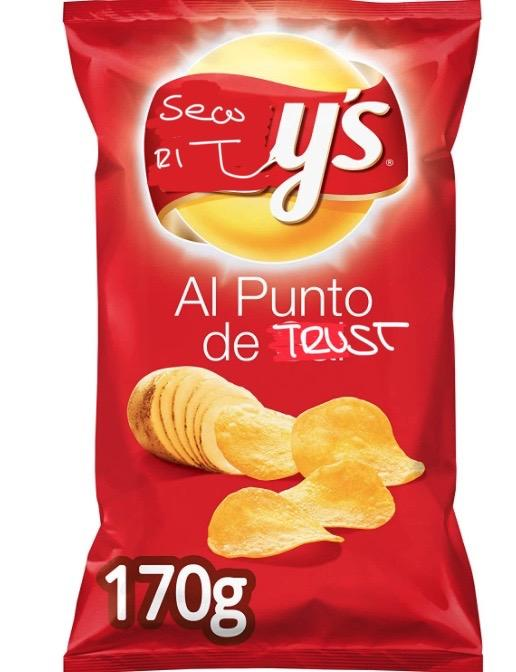 Secu
RITy's
®
Al Punto
de TRUST
170g